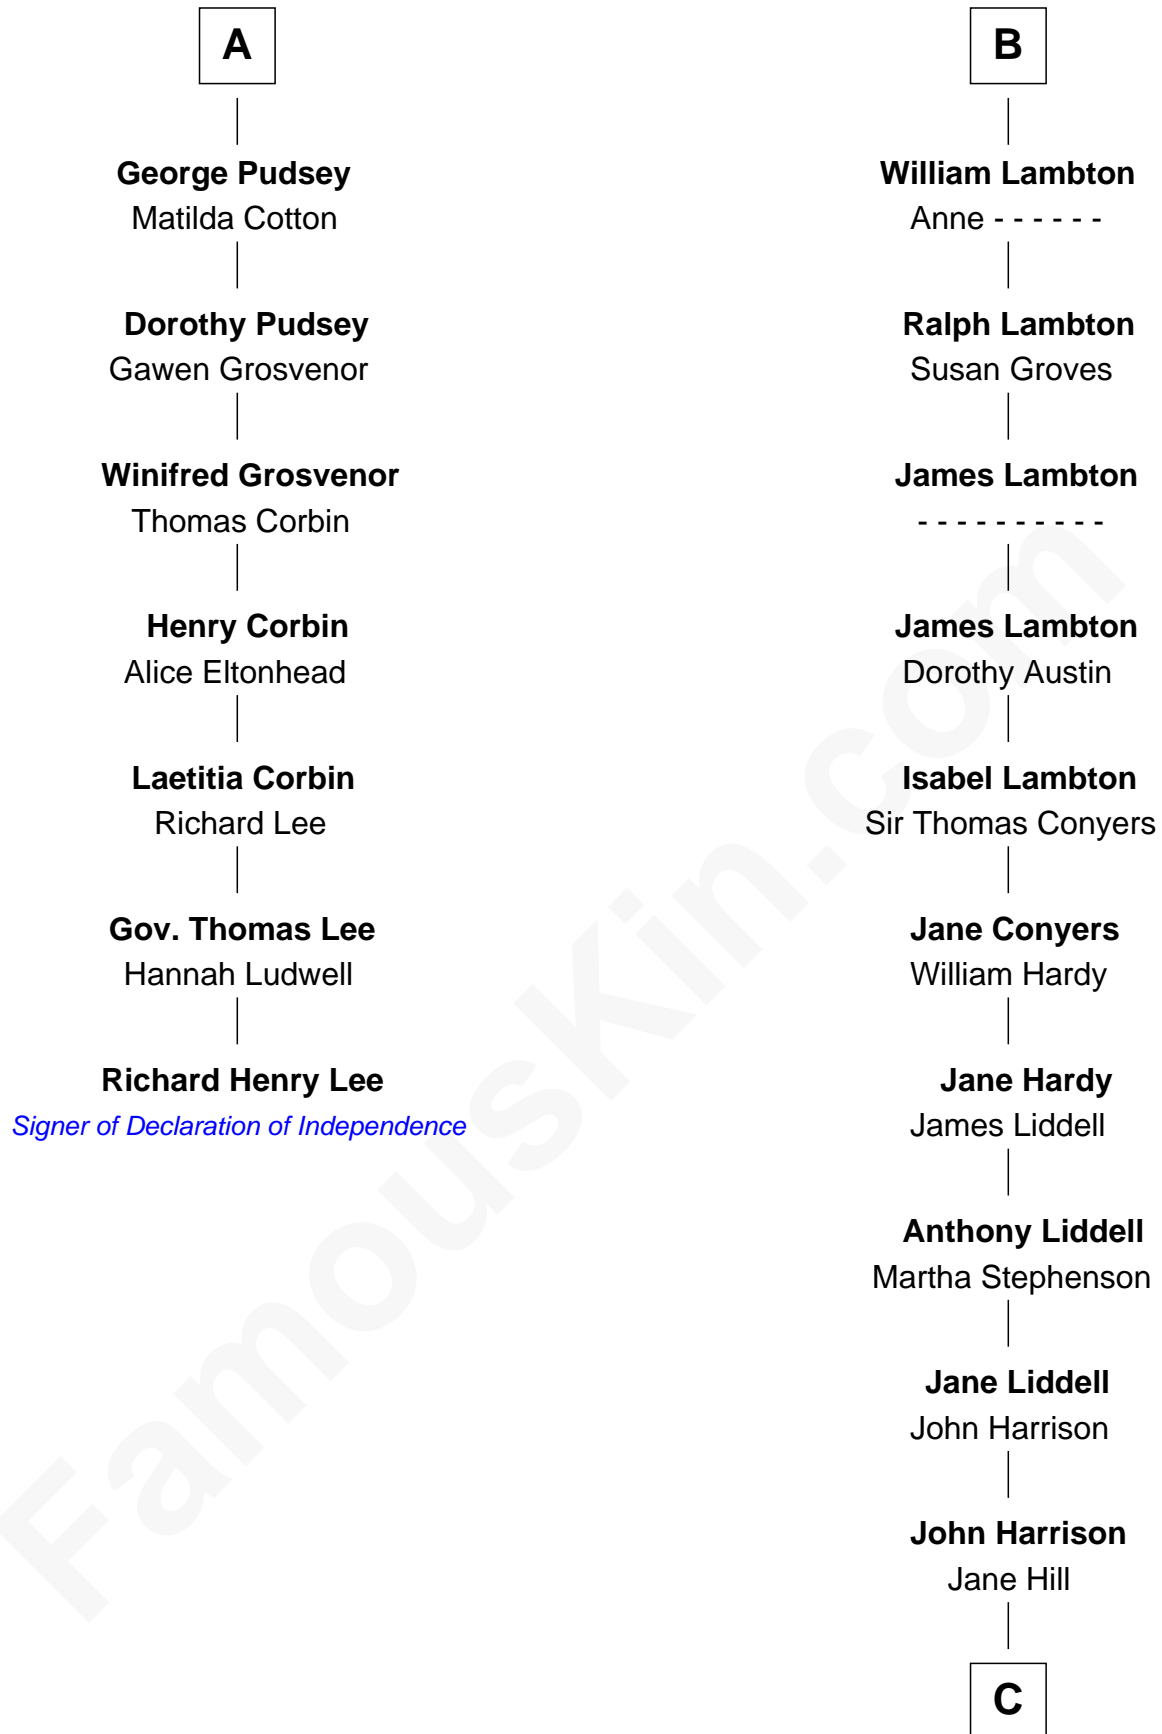 A
George Pudsey
Matilda Cotton
Dorothy Pudsey
Gawen Grosvenor
Winifred Grosvenor
Thomas Corbin
Henry Corbin
Alice Eltonhead
Laetitia Corbin
Richard Lee
Gov. Thomas Lee
Hannah Ludwell
Richard Henry Lee
Signer of Declaration of Independence
B
William Lambton
Anne - - - - - -
Ralph Lambton
Susan Groves
James Lambton
- - - - - - - - - -
James Lambton
Dorothy Austin
Isabel Lambton
Sir Thomas Conyers
Jane Conyers
William Hardy
Jane Hardy
James Liddell
Anthony Liddell
Martha Stephenson
Jane Liddell
John Harrison
John Harrison
Jane Hill
C
FamousKin.com